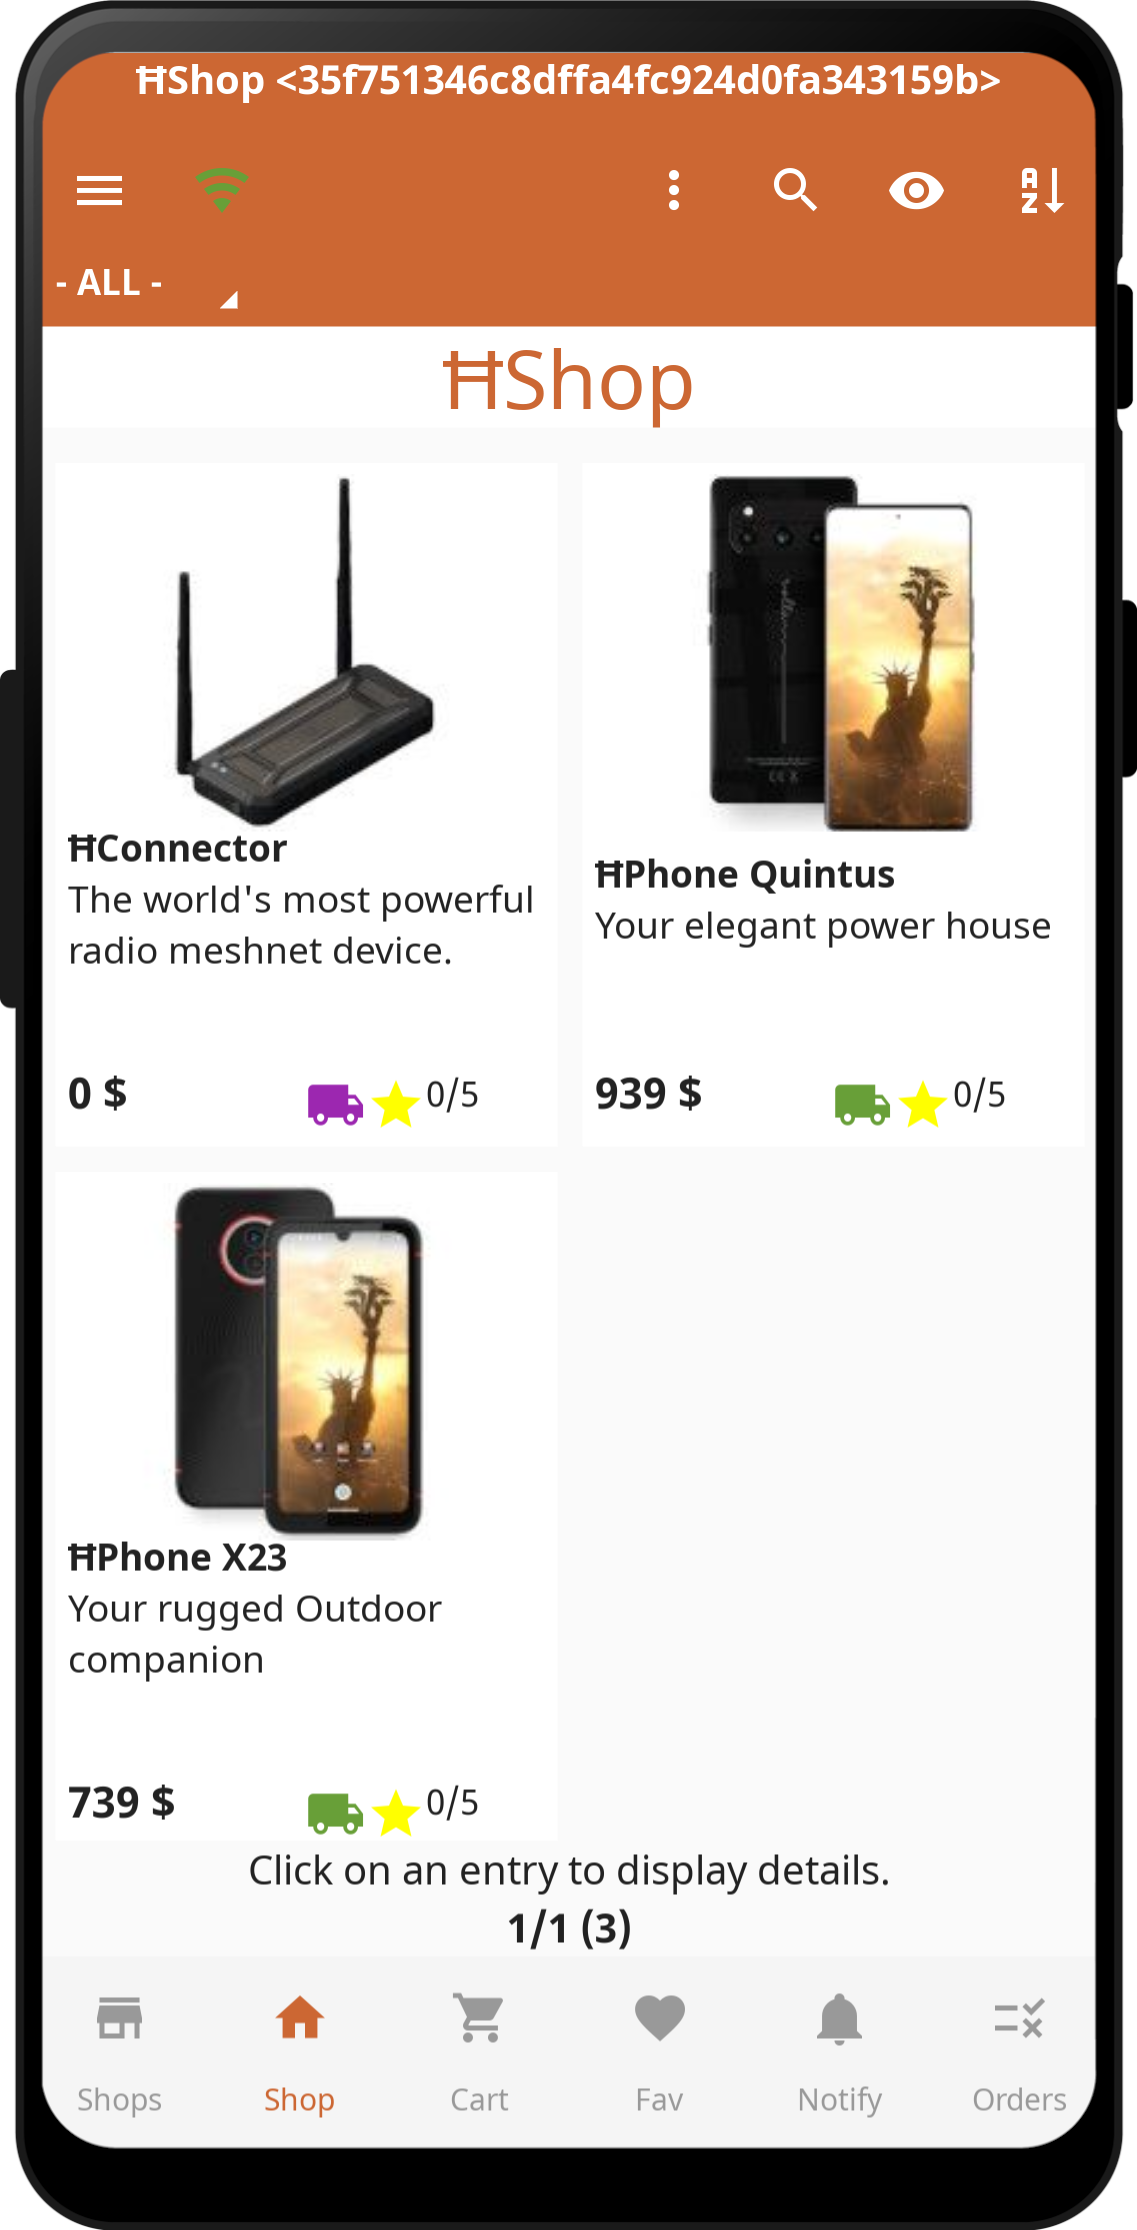 ĦShop <35f751346c8dffa4fc924d0fa343159b>
- ALL -
ĦShop
ĦConnector
The world's most powerful
radio meshnet device.
0 $
0/5
ĦPhone Quintus
Your elegant power house
939 $
0/5
ĦPhone X23
Your rugged Outdoor
companion
739 $
0/5
Click on an entry to display details.
1/1 (3)
Shops
Shop
Cart
Fav
Notify
Orders